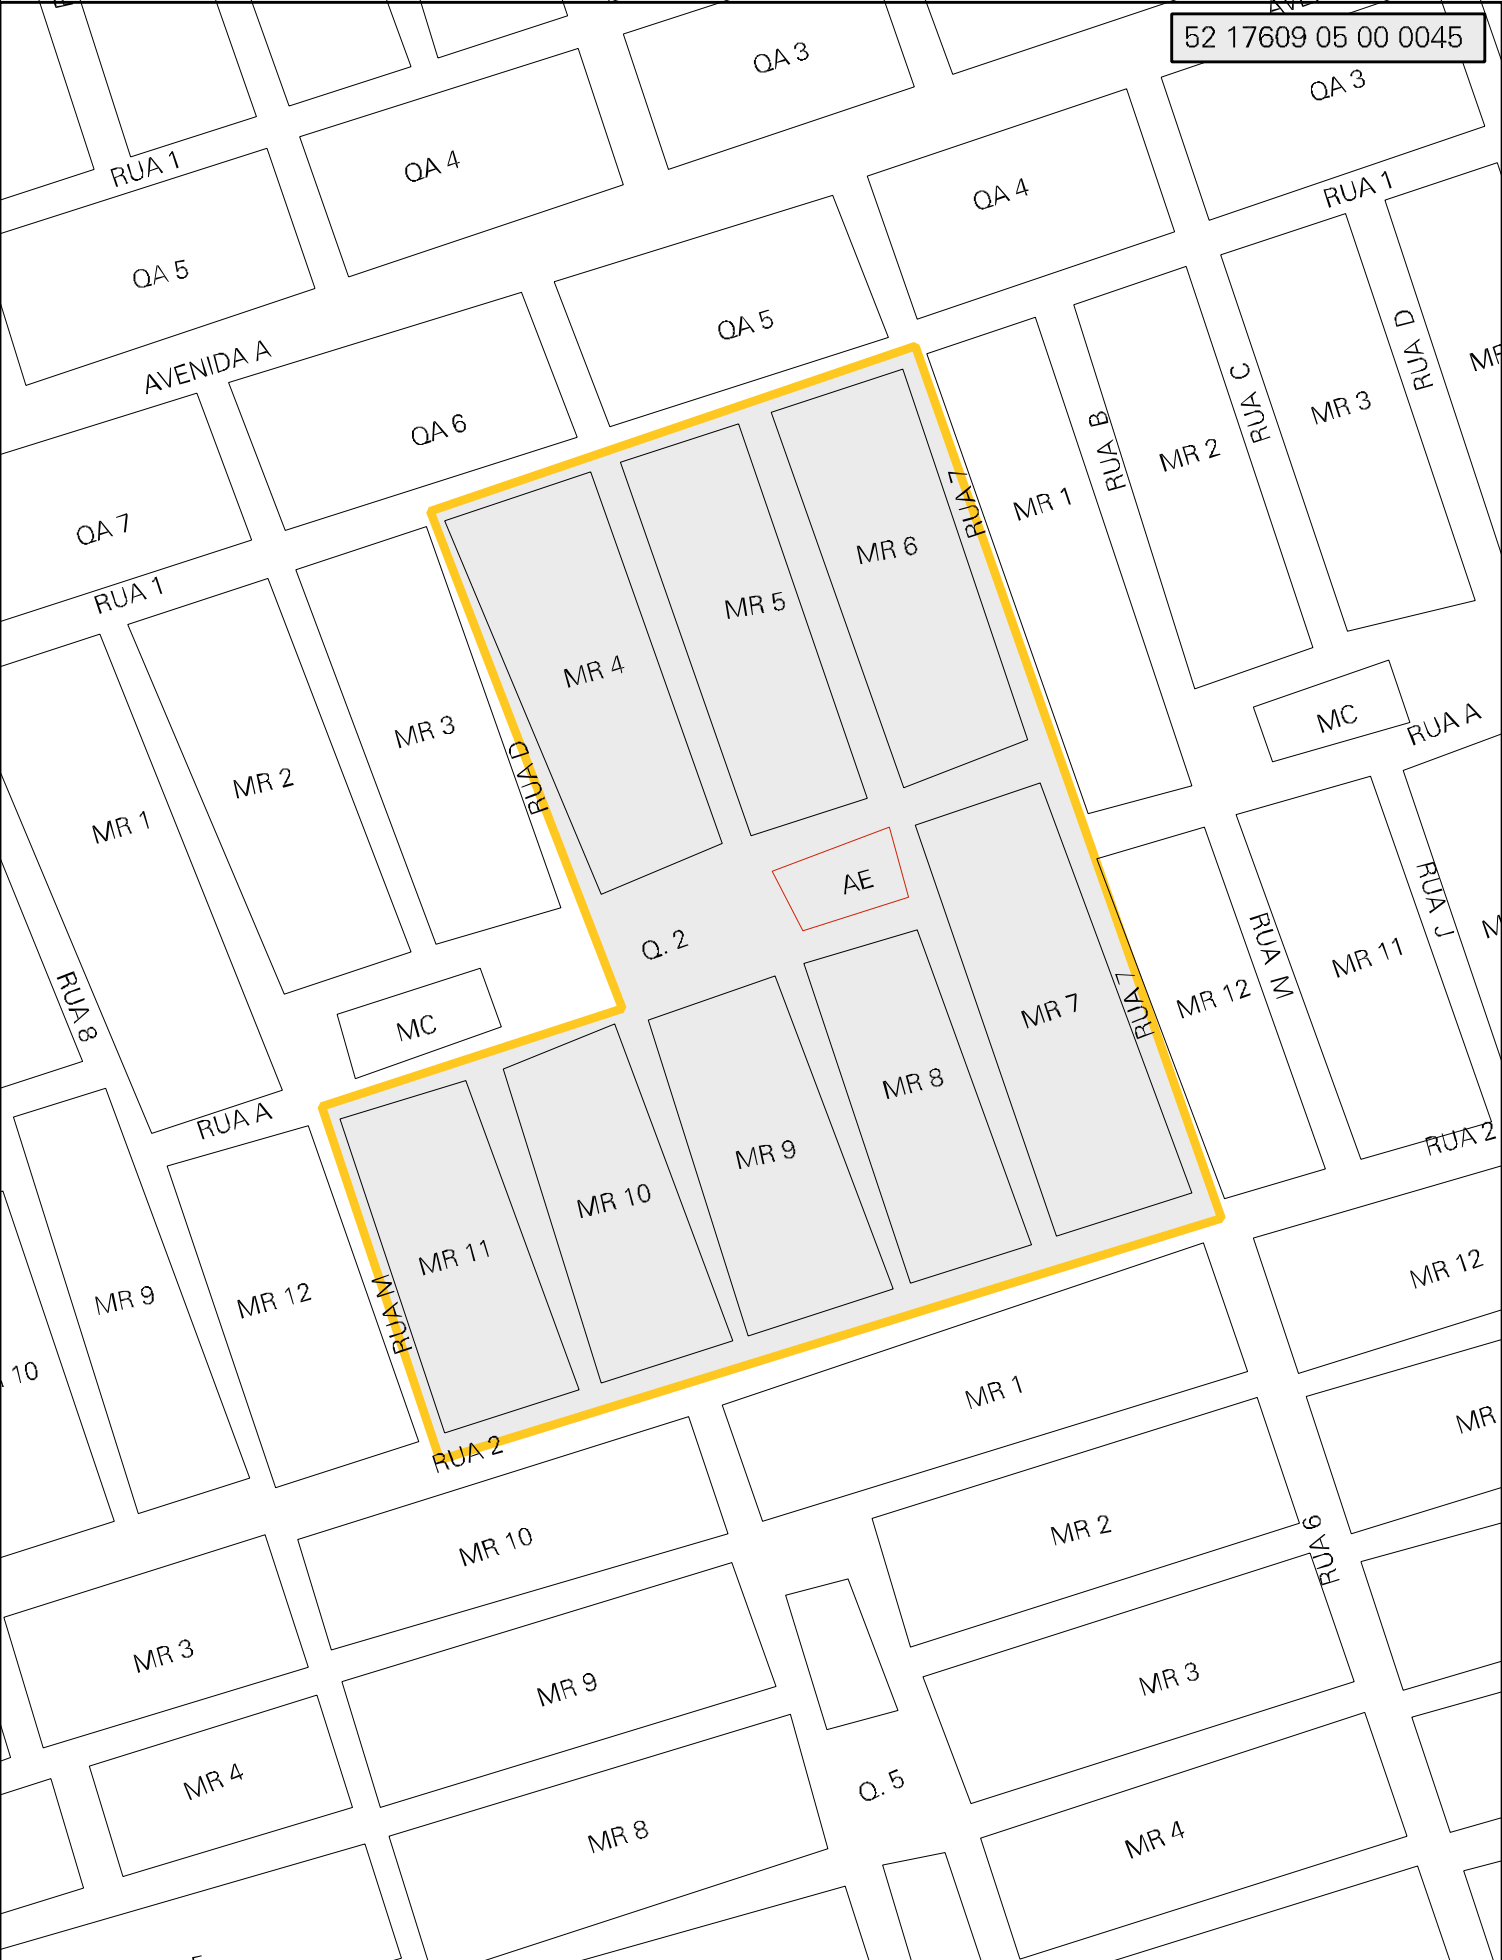 52 17609 05 00 0045
QA 3
QA 3
RUA 1
QA 4
QA 4
RUA 1
QA 5
QA 5
RUA D
AVENIDA A
RUA C
MR 3
QA 6
RUA B
MR 2
QA 7
RUA 7
MR 1
MR 6
RUA 1
MR 5
MR 4
MC
RUA A
MR 3
RUA D
MR 2
MR 1
AE
RUA J
Q. 2
RUA M
MR 11
MR 12
RUA 7
MR 7
RUA 8
MC
MR 8
RUA A
RUA 2
MR 9
MR 10
MR 11
MR 12
MR 9
MR 12
RUA M
10
MR 1
MR
RUA 2
MR 10
MR 2
RUA 6
MR 3
MR 9
MR 3
MR 4
Q. 5
MR 8
MR 4